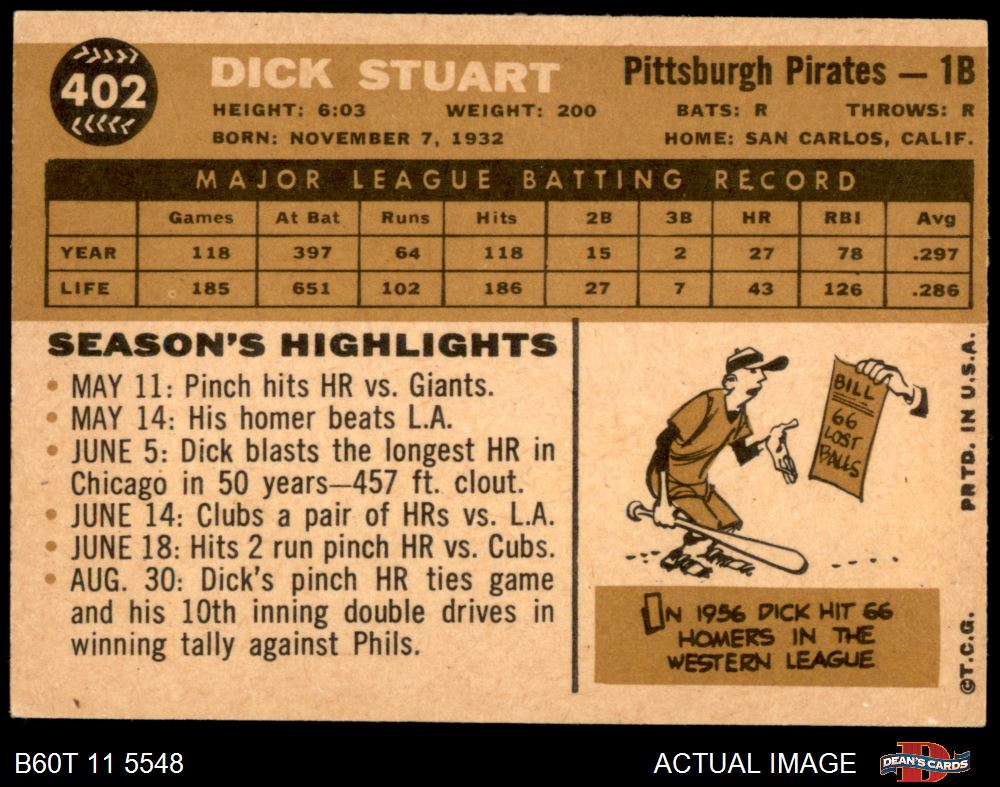 402
DICK STUART
Pittsburgh Pirates — 1B
HEIGHT: 6:03 WEIGHT: 200 BATS: R THROWS: R
BORN: NOVEMBER 7, 1932 HOME: SAN CARLOS, CALIF.
MAJOR LEAGUE BATTING RECORD
Games At Bat Runs Hits 2B 3B HR RBI Avg
YEAR 118 397 64 118 15 2 27 78 .297
LIFE 185 651 102 186 27 7 43 126 .286
SEASON'S HIGHLIGHTS
• MAY 11: Pinch hits HR vs. Giants.
• MAY 14: His homer beats L.A.
• JUNE 5: Dick blasts the longest HR in
Chicago in 50 years—457 ft. clout.
• JUNE 14: Clubs a pair of HRs vs. L.A.
• JUNE 18: Hits 2 run pinch HR vs. Cubs.
• AUG. 30: Dick's pinch HR ties game
and his 10th inning double drives in
winning tally against Phils.
BILL
66
LOST
BALLS
IN 1956 DICK HIT 66
HOMERS IN THE
WESTERN LEAGUE
PRTD. IN U.S.A.
©T.C.G.
B60T 11 5548
ACTUAL IMAGE
D
DEAN'S CARDS